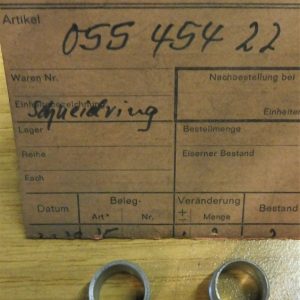 Artikel 055 454 22
Waren Nr.
Nachbestellung bei
Einheitsbezeichnung
Schneidring
Einheiten
Lager
Bestellmenge
Reihe
Eiserner Bestand
Fach
Datum Beleg- Veränderung Bestand
Art* Nr. + − Menge